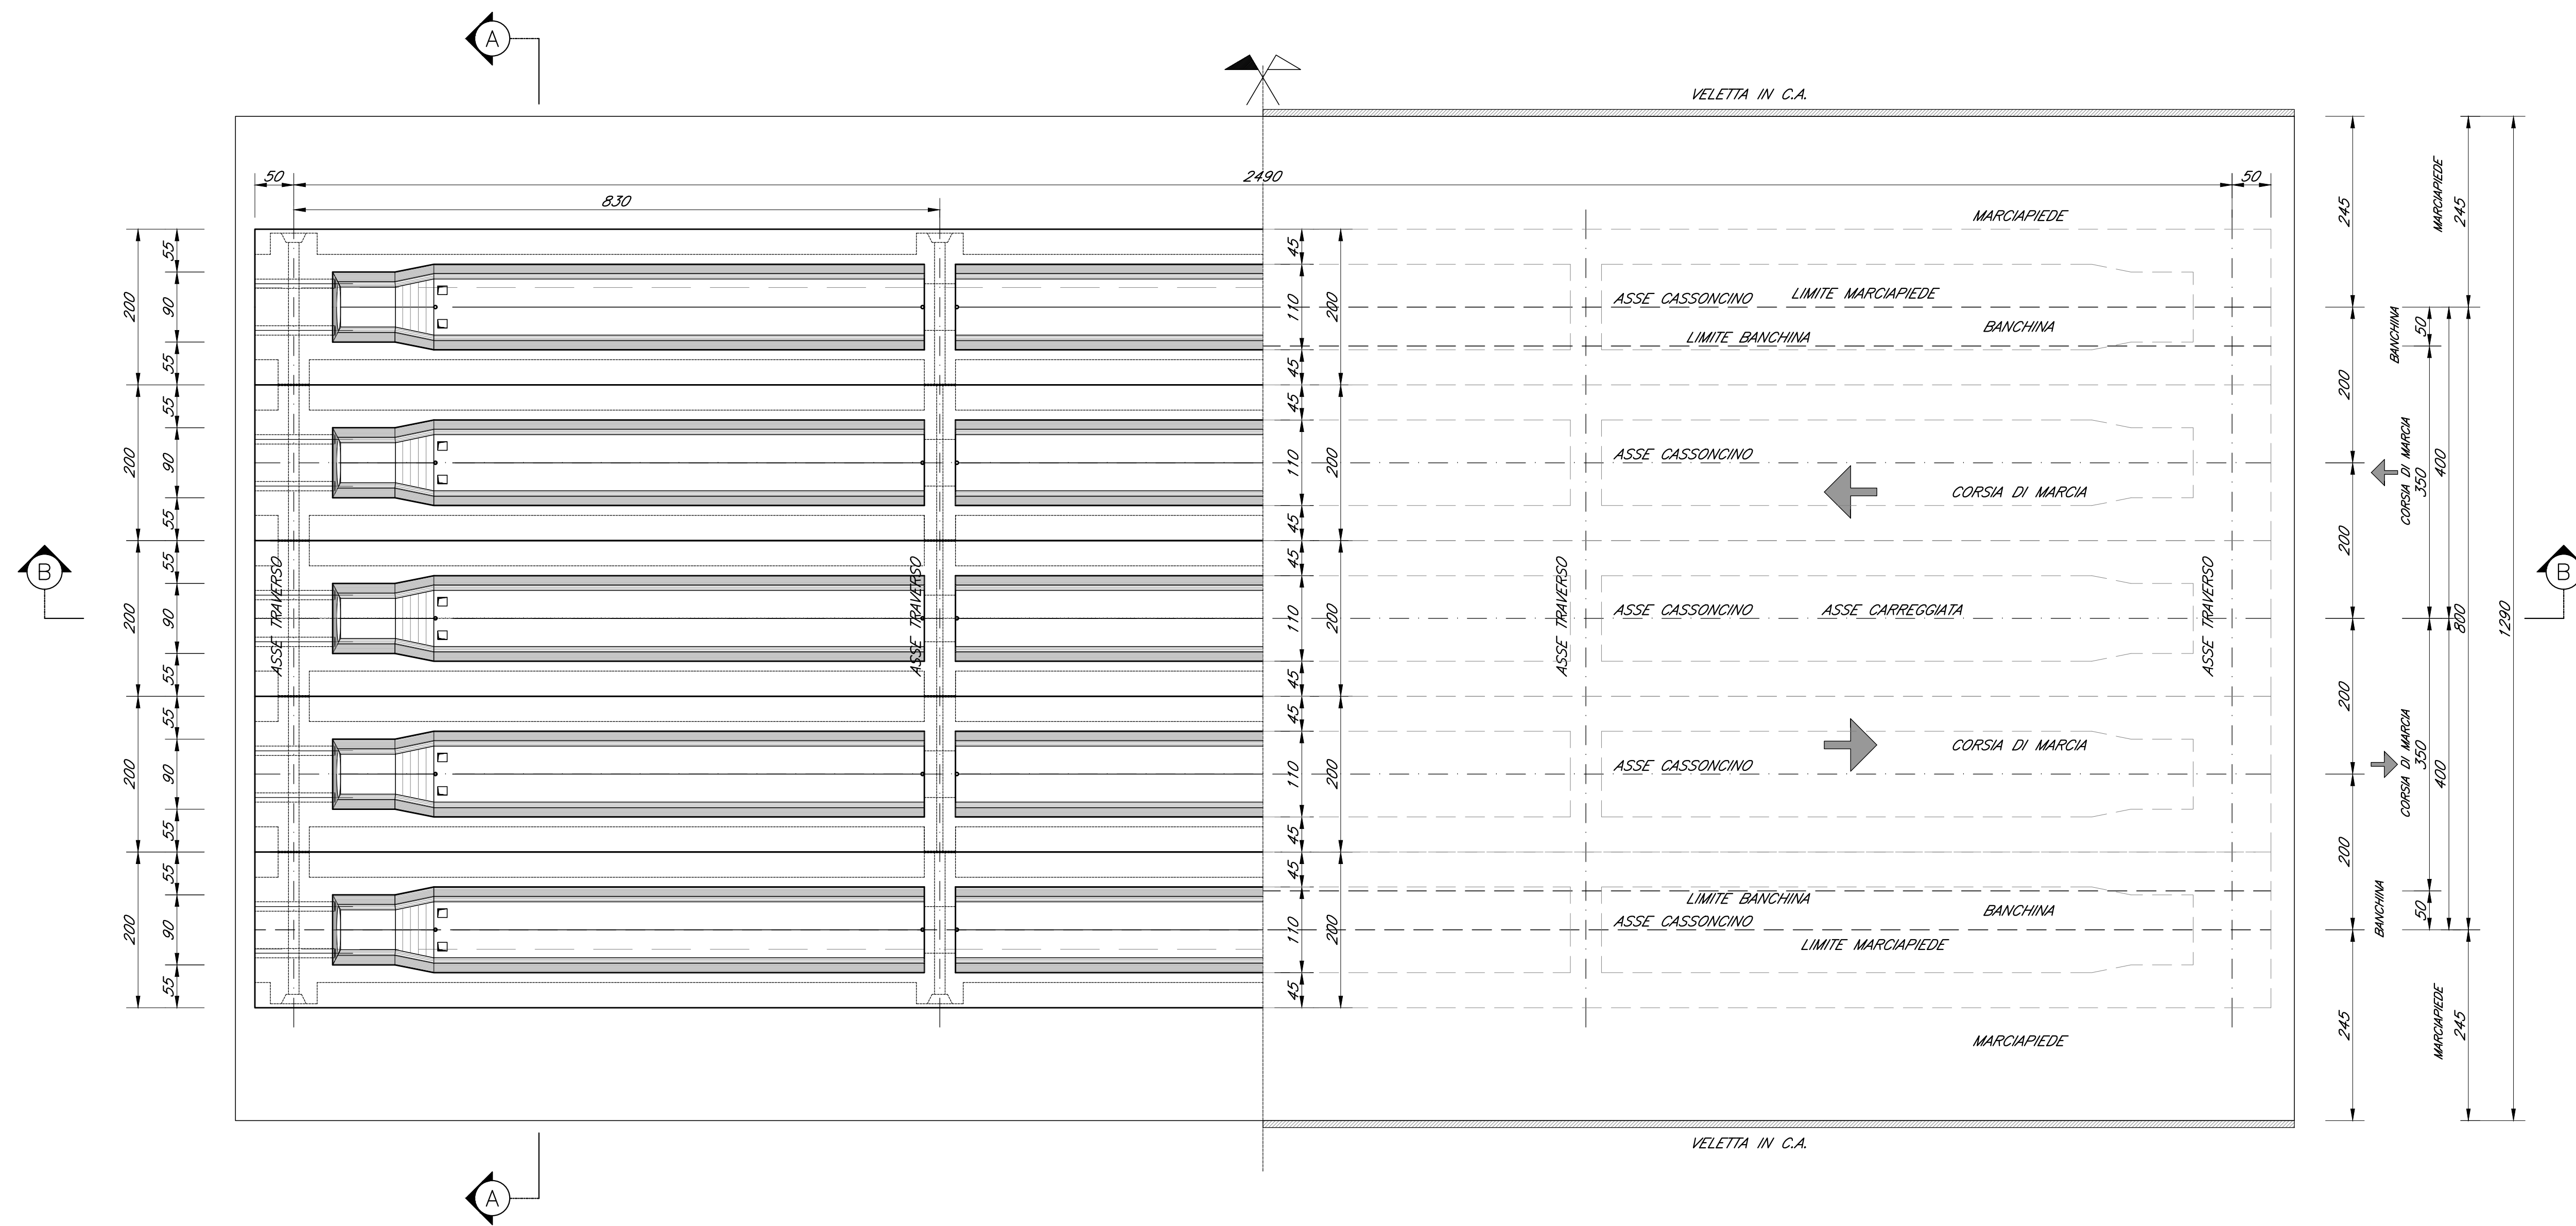 A
VELETTA IN C.A.
50
2490
50
830
MARCIAPIEDE
ASSE CASSONCINO
LIMITE MARCIAPIEDE
LIMITE BANCHINA
BANCHINA
ASSE CASSONCINO
CORSIA DI MARCIA
ASSE CASSONCINO
ASSE CARREGGIATA
ASSE CASSONCINO
CORSIA DI MARCIA
LIMITE BANCHINA
BANCHINA
ASSE CASSONCINO
LIMITE MARCIAPIEDE
MARCIAPIEDE
VELETTA IN C.A.
A
B
B
ASSE TRAVERSO
ASSE TRAVERSO
ASSE TRAVERSO
ASSE TRAVERSO
200
200
200
200
200
55
90
55
55
90
55
55
90
55
55
90
55
55
90
55
45
110
45
45
110
45
45
110
45
45
110
45
45
110
45
200
200
200
200
200
245
200
200
200
200
245
BANCHINA
CORSIA DI MARCIA
CORSIA DI MARCIA
BANCHINA
50
350
350
50
MARCIAPIEDE
400
400
MARCIAPIEDE
245
800
245
1290